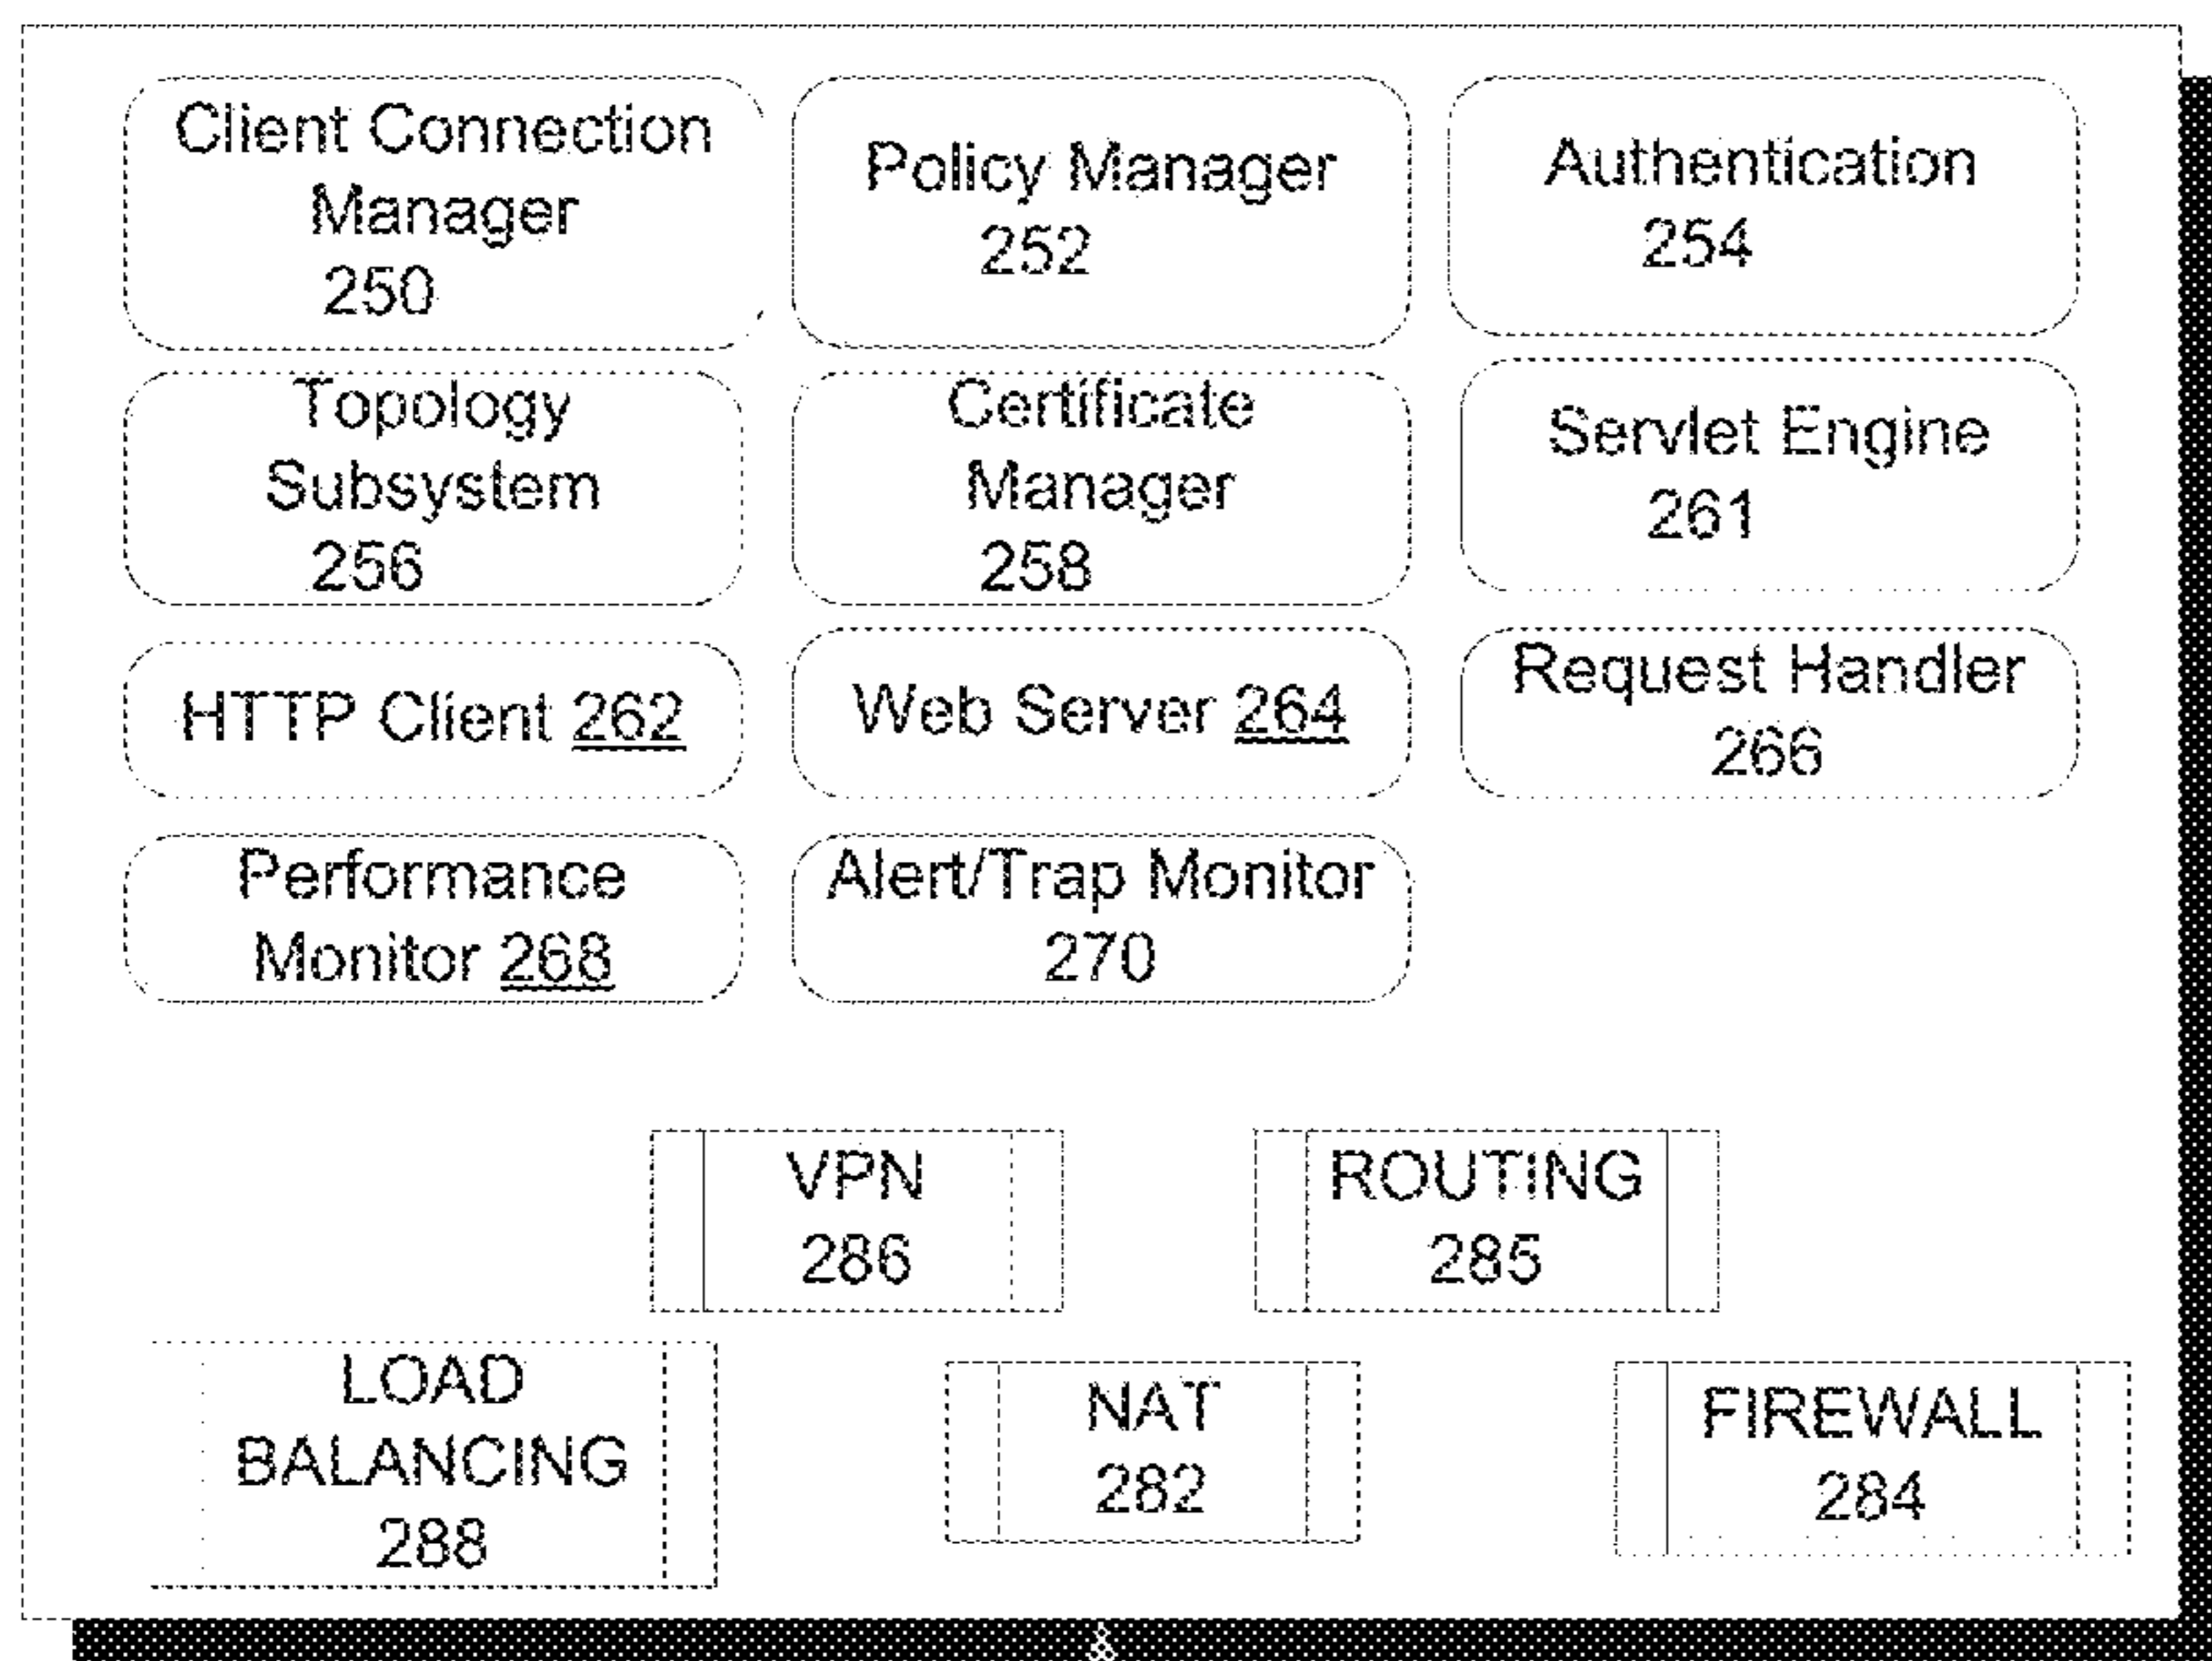 Client Connection
Manager
250
Policy Manager
252
Authentication
254
Topology
Subsystem
256
Certificate
Manager
258
Servlet Engine
261
HTTP Client 262
Web Server 264
Request Handler
266
Performance
Monitor 268
Alert/Trap Monitor
270
VPN
286
ROUTING
285
LOAD
BALANCING
288
NAT
282
FIREWALL
284